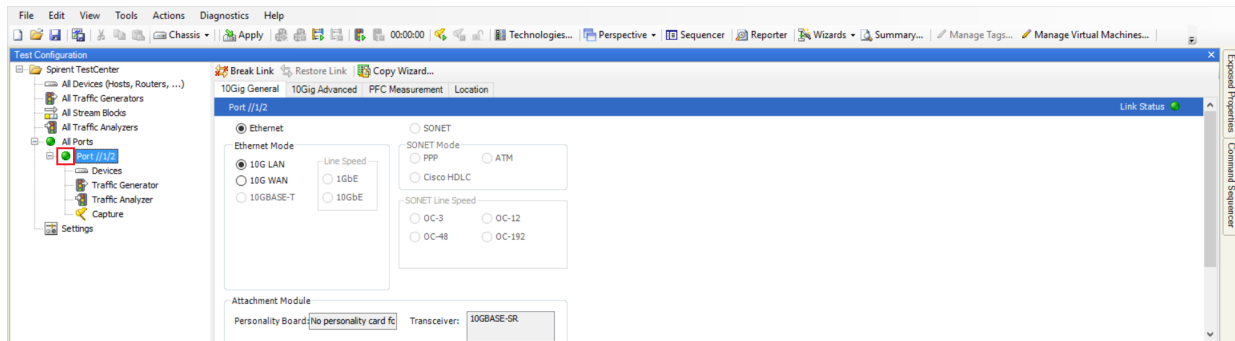 File Edit View Tools Actions Diagnostics Help
Chassis Apply 00:00:00 Technologies... Perspective Sequencer Reporter Wizards Summary... Manage Tags... Manage Virtual Machines...
Test Configuration
Spirent TestCenter
All Devices (Hosts, Routers, ...)
All Traffic Generators
All Stream Blocks
All Traffic Analyzers
All Ports
Port //1/2
Devices
Traffic Generator
Traffic Analyzer
Capture
Settings
Break Link Restore Link Copy Wizard...
10Gig General 10Gig Advanced PFC Measurement Location
Port //1/2 Link Status
Ethernet SONET
Ethernet Mode
10G LAN
10G WAN
10GBASE-T
Line Speed
1GbE
10GbE
SONET Mode
PPP ATM
Cisco HDLC
SONET Line Speed
OC-3 OC-12
OC-48 OC-192
Attachment Module
Personality Board: No personality card fc Transceiver: 10GBASE-SR
Exposed Properties
Command Sequencer